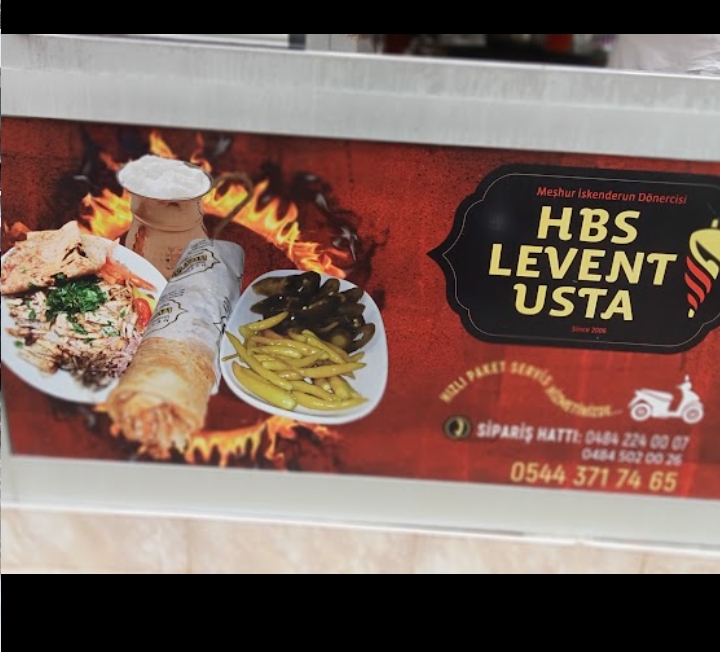 Meşhur İskenderun Dönercisi
HBS
LEVENT
USTA
Since 2006
HIZLI PAKET SERVİS HİZMETİMİZDE...
SİPARİŞ HATTI: 0484 224 00 07
0484 502 00 26
0544 371 74 65